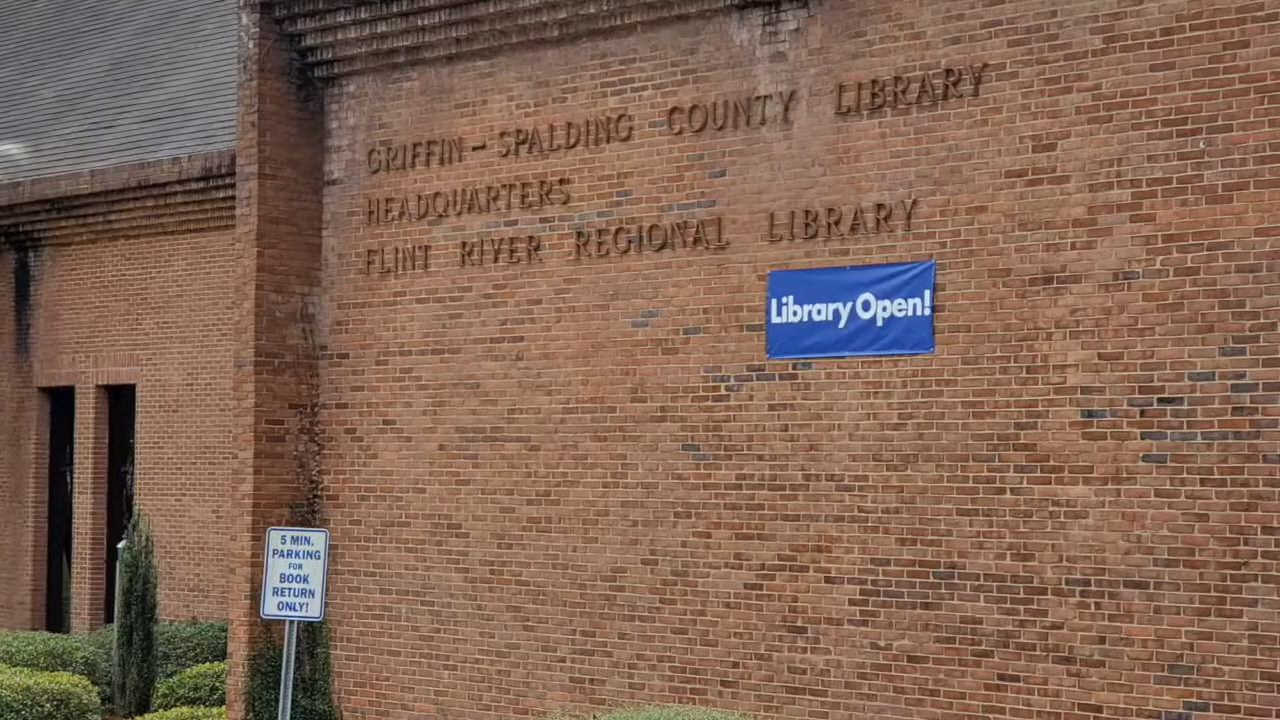 GRIFFIN - SPALDING COUNTY LIBRARY
HEADQUARTERS
FLINT RIVER REGIONAL LIBRARY
Library Open!
5 MIN.
PARKING
FOR
BOOK
RETURN
ONLY!